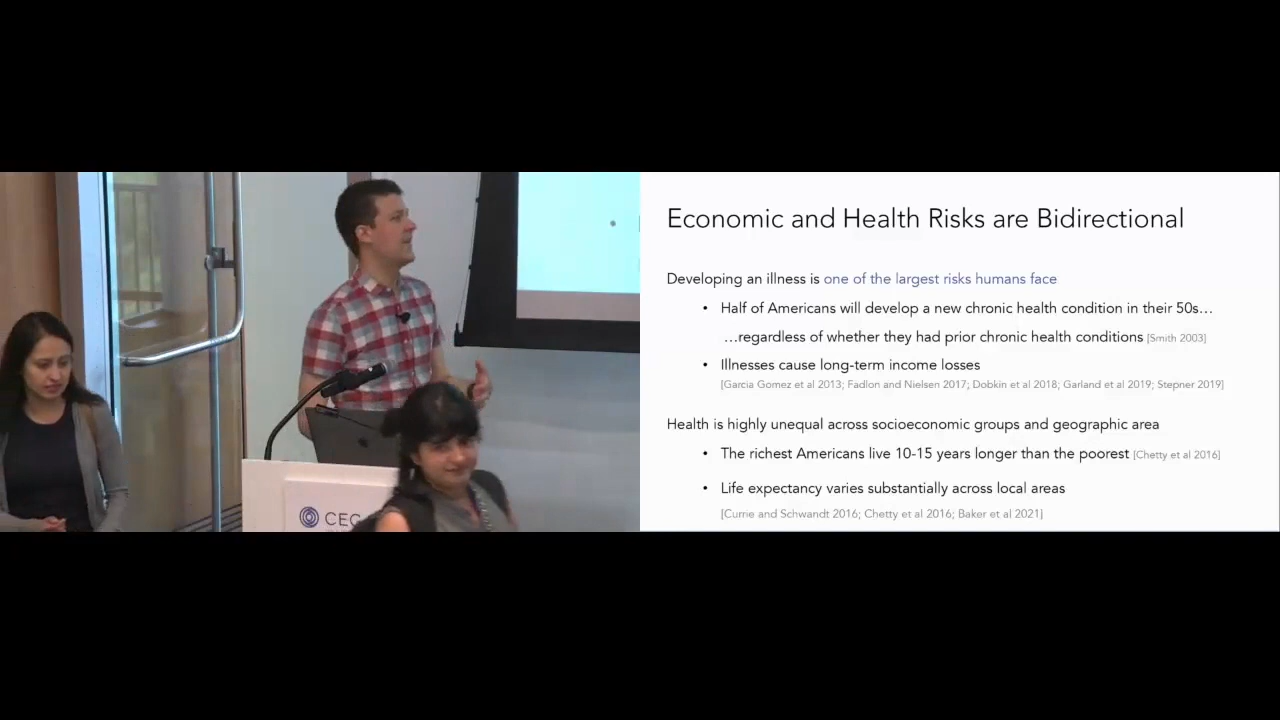 CEG
Economic and Health Risks are Bidirectional
Developing an illness is one of the largest risks humans face
• Half of Americans will develop a new chronic health condition in their 50s…
…regardless of whether they had prior chronic health conditions [Smith 2003]
• Illnesses cause long-term income losses
[Garcia Gomez et al 2013; Fadlon and Nielsen 2017; Dobkin et al 2018; Garland et al 2019; Stepner 2019]
Health is highly unequal across socioeconomic groups and geographic area
• The richest Americans live 10-15 years longer than the poorest [Chetty et al 2016]
• Life expectancy varies substantially across local areas
[Currie and Schwandt 2016; Chetty et al 2016; Baker et al 2021]